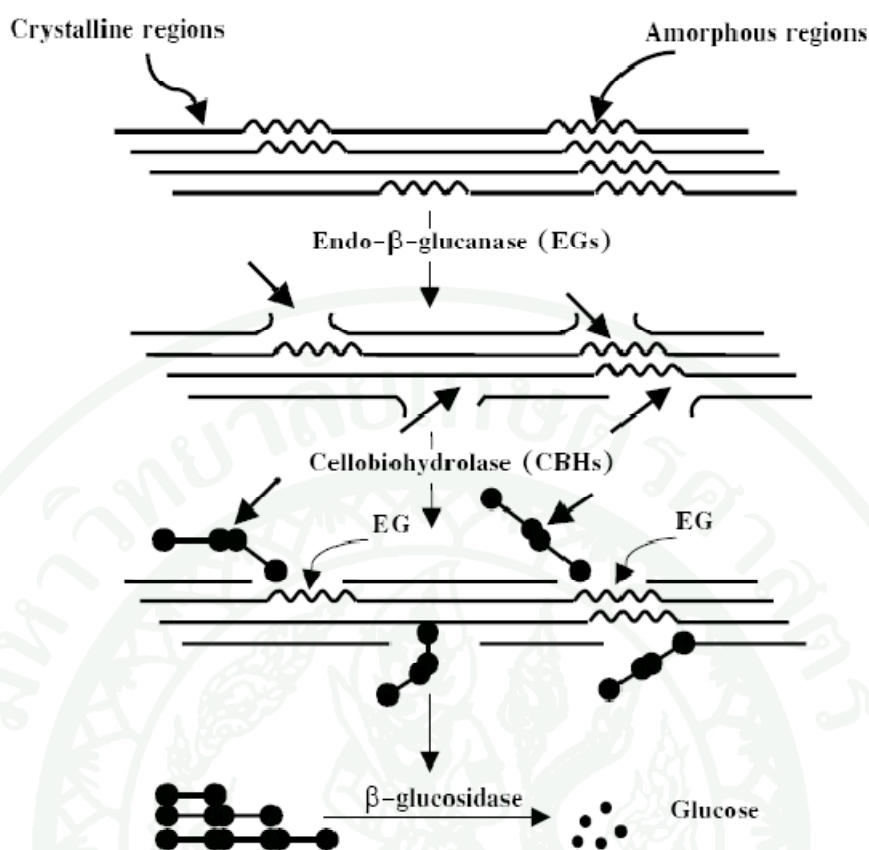 Crystalline regions
Amorphous regions
Endo-β-glucanase (EGs)
Cellobiohydrolase (CBHs)
EG
EG
β-glucosidase
Glucose